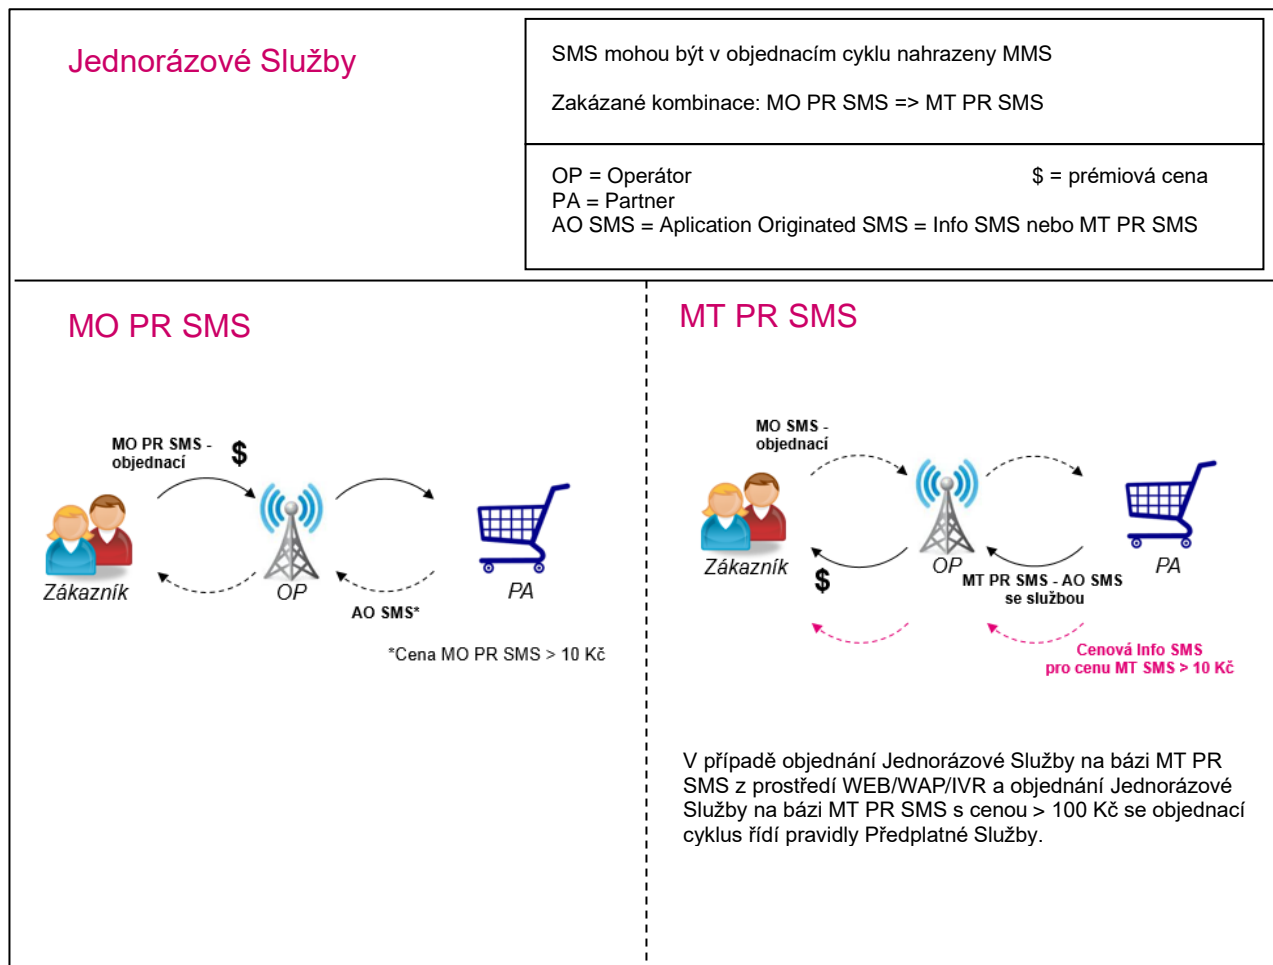 Jednorázové Služby
SMS mohou být v objednacím cyklu nahrazeny MMS
Zakázané kombinace: MO PR SMS => MT PR SMS
OP = Operátor $ = prémiová cena
PA = Partner
AO SMS = Aplication Originated SMS = Info SMS nebo MT PR SMS
MO PR SMS
MO PR SMS -
objednací
$
Zákazník
OP
PA
AO SMS*
*Cena MO PR SMS > 10 Kč
MT PR SMS
MO SMS -
objednací
Zákazník
OP
PA
$
MT PR SMS - AO SMS
se službou
Cenová Info SMS
pro cenu MT SMS > 10 Kč
V případě objednání Jednorázové Služby na bázi MT PR
SMS z prostředí WEB/WAP/IVR a objednání Jednorázové
Služby na bázi MT PR SMS s cenou > 100 Kč se objednací
cyklus řídí pravidly Předplatné Služby.